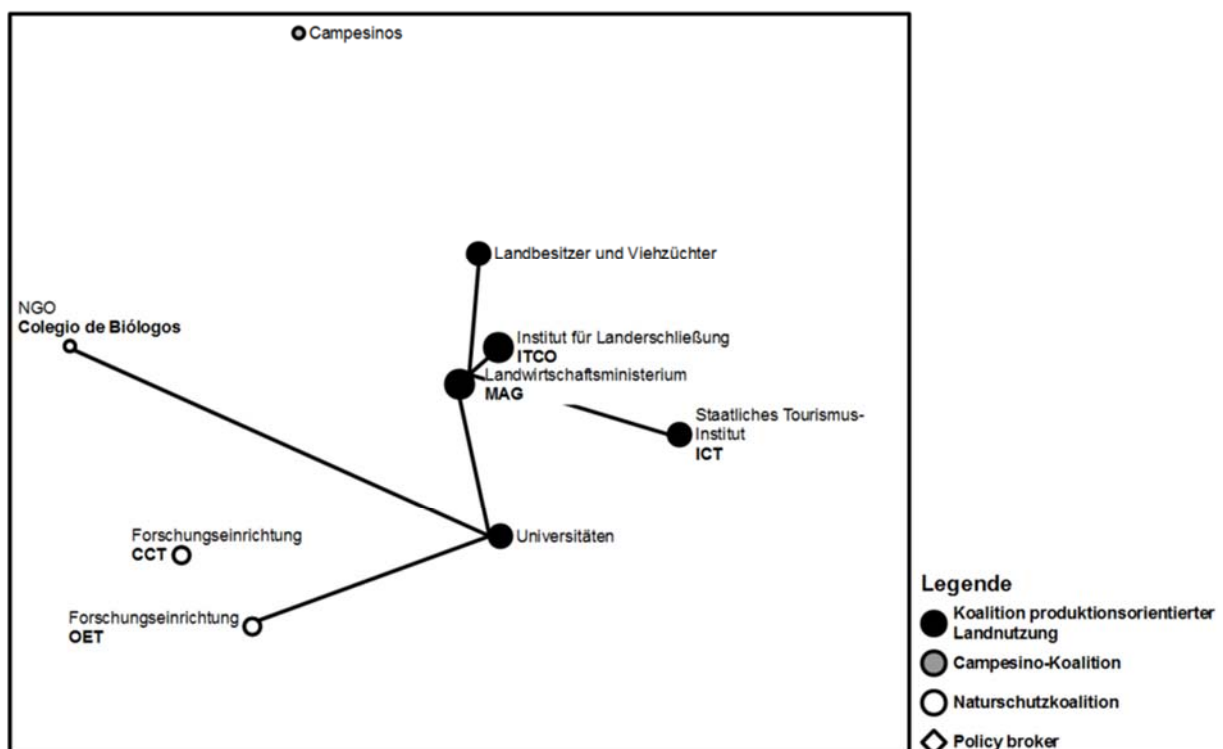 Campesinos
Landbesitzer und Viehzüchter
NGO
Colegio de Biólogos
Institut für Landerschließung
ITCO
Landwirtschaftsministerium
MAG
Staatliches Tourismus-
Institut
ICT
Forschungseinrichtung
CCT
Universitäten
Forschungseinrichtung
OET
Legende
Koalition produktionsorientierter
Landnutzung
Campesino-Koalition
Naturschutzkoalition
Policy broker